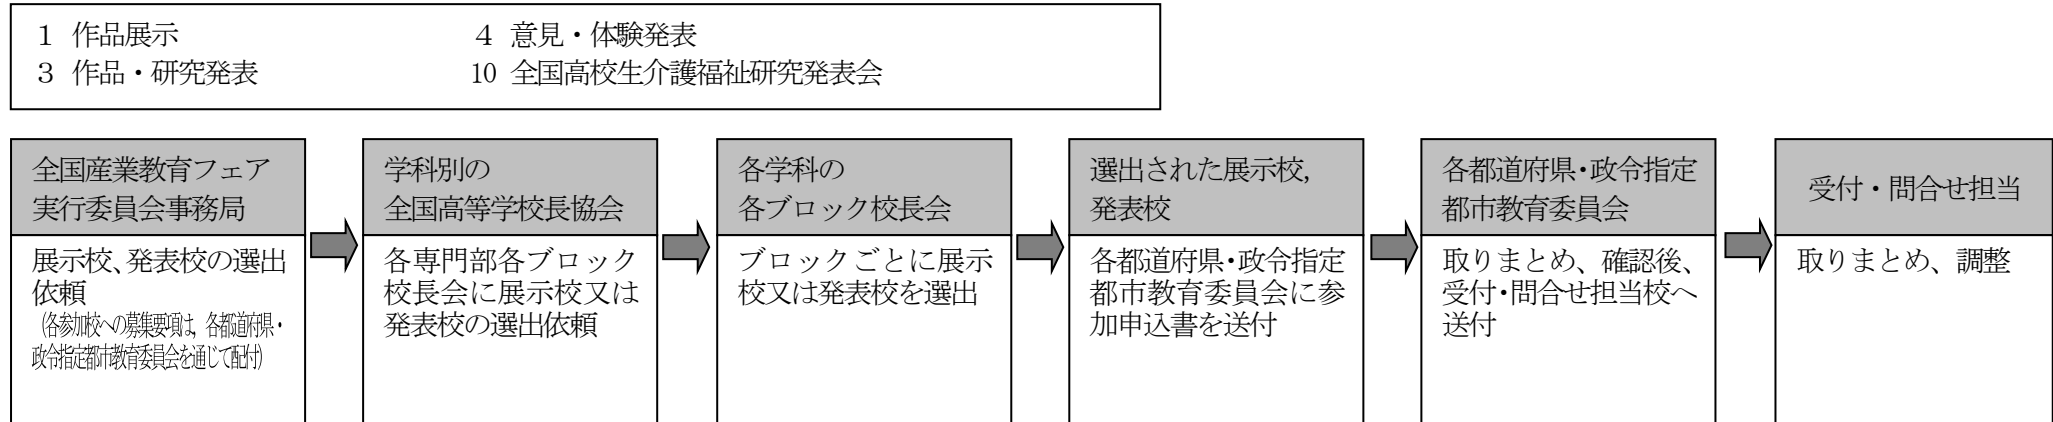 1 作品展示
4 意見・体験発表
3 作品・研究発表
10 全国高校生介護福祉研究発表会
全国産業教育フェア
実行委員会事務局
展示校、発表校の選出
依頼
(各参加校への募集要項は，各都道府県・
政令指定都市教育委員会を通じて配付)
学科別の
全国高等学校長協会
各専門部各ブロック
校長会に展示校又は
発表校の選出依頼
各学科の
各ブロック校長会
ブロックごとに展示
校又は発表校を選出
選出された展示校，
発表校
各都道府県・政令指定
都市教育委員会に参
加申込書を送付
各都道府県・政令指定
都市教育委員会
取りまとめ、確認後、
受付・問合せ担当校へ
送付
受付・問合せ担当
取りまとめ、調整